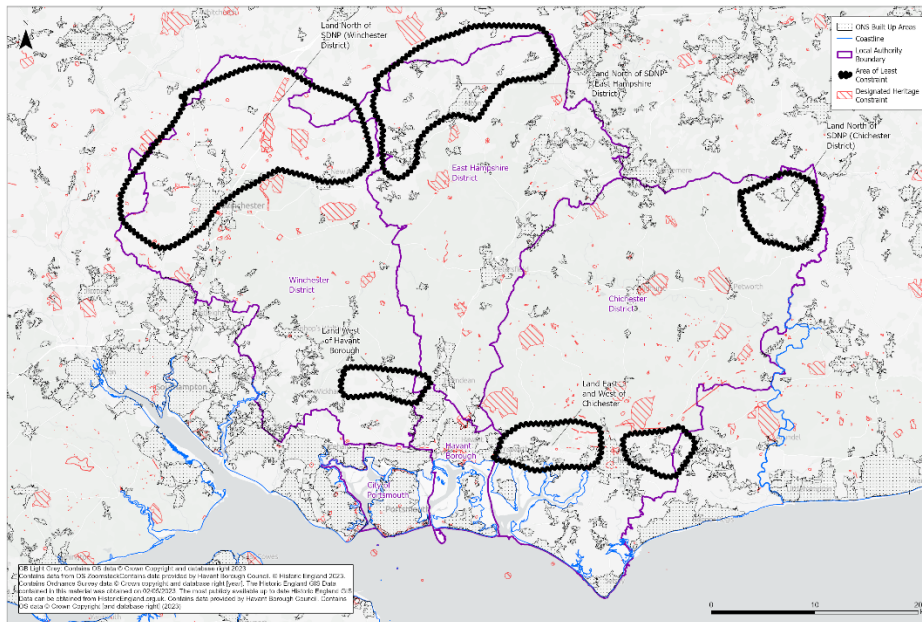 Land North of
SDNP (Winchester
District)
Land North of SDNP
(East Hampshire
District)
Land North of
SDNP (Chichester
District)
ONS Built Up Areas
Coastline
Local Authority
Boundary
Area of Least
Constraint
Designated Heritage
Constraint
East Hampshire
District
Winchester
Winchester
District
Chichester
District
Petworth
Land West
of Havant
Borough
Southampton
Land East
and West of
Chichester
Havant
Borough
City of
Portsmouth
Portsmouth
GB Light Grey: Contains OS data © Crown Copyright and database right 2023
Contains data from OS Zoomstack Contains data provided by Havant Borough Council. © Historic England 2023.
Contains Ordnance Survey data © Crown copyright and database right [year]. The Historic England GIS Data
contained in this material was obtained on 02/05/2023. The most publicly available up to date Historic England GIS
Data can be obtained from HistoricEngland.org.uk. Contains data provided by Havant Borough Council. Contains
OS data © Crown Copyright (and database right) (2023)
0 10 20